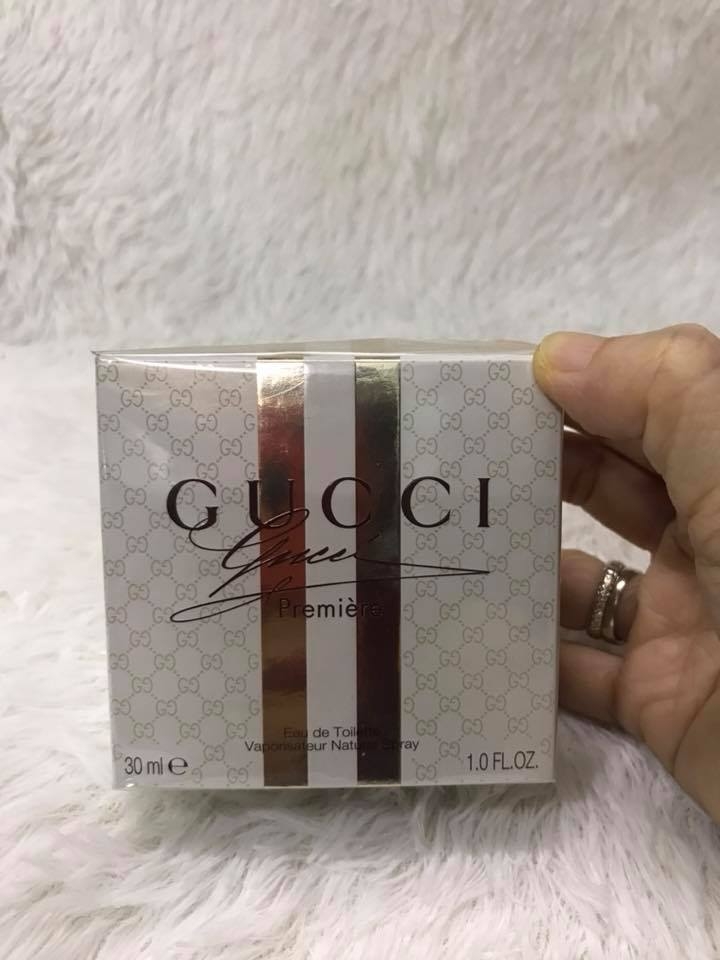 GUCCI
Gucci
Première
Eau de Toilette
Vaporisateur Natural Spray
30 ml e
1.0 FL.OZ.